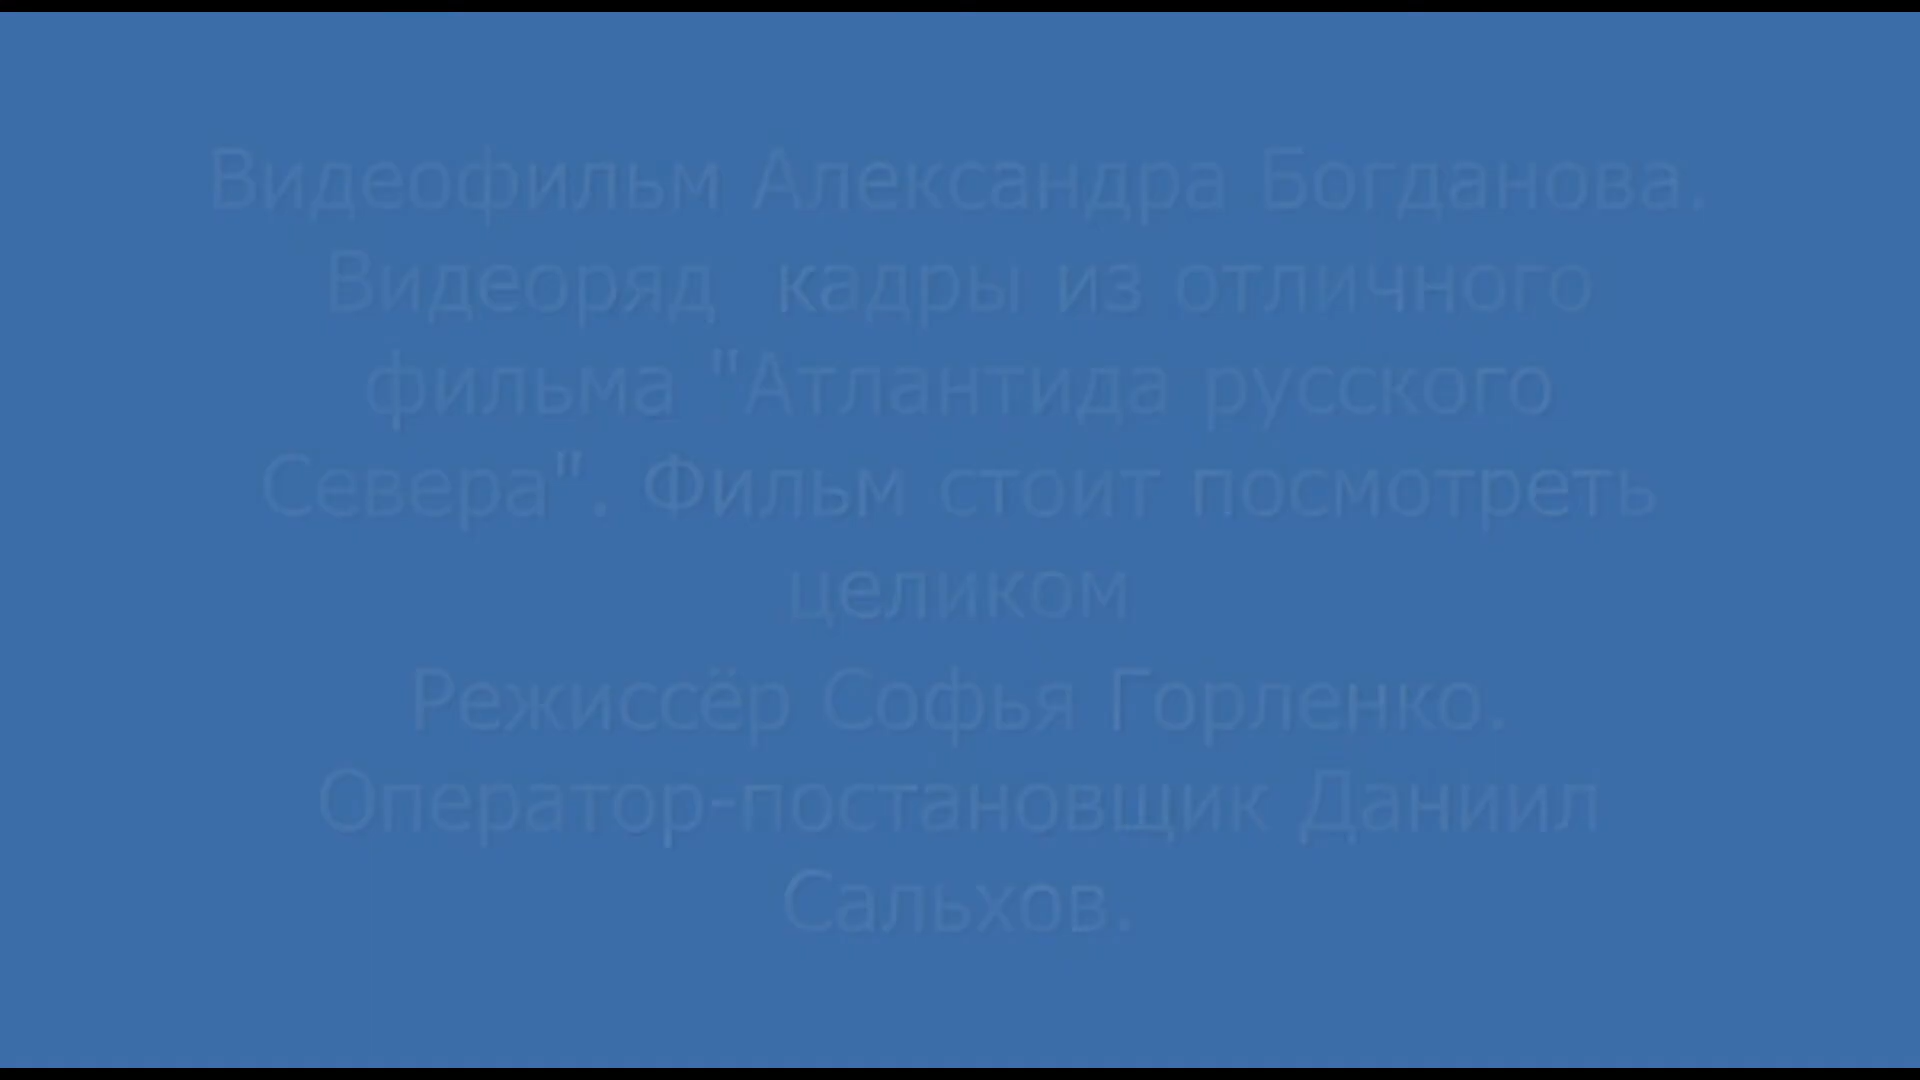 Видеофильм Александра Богданова.
Видеоряд кадры из отличного
фильма "Атлантида русского
Севера". Фильм стоит посмотреть
целиком
Режиссёр Софья Горленко.
Оператор-постановщик Даниил
Сальхов.